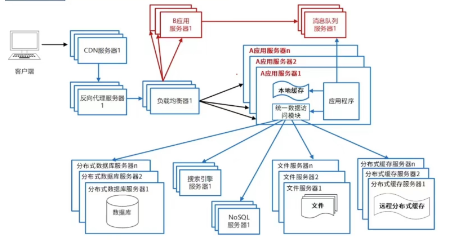 B应用
服务器1
消息队列
服务器1
CDN服务器1
客户端
反向代理服务器
1
负载均衡器1
A应用服务器n
A应用服务器2
A应用服务器1
本地缓存
应用程序
统一数据访
问模块
分布式数据库服务器n
分布式数据库服务器2
分布式数据库服务器1
数据库
搜索引擎
服务器1
NoSQL
服务器1
文件服务器n
文件服务器2
文件服务器1
文件
分布式缓存服务器n
分布式缓存服务器2
分布式缓存服务器1
远程分布式缓存